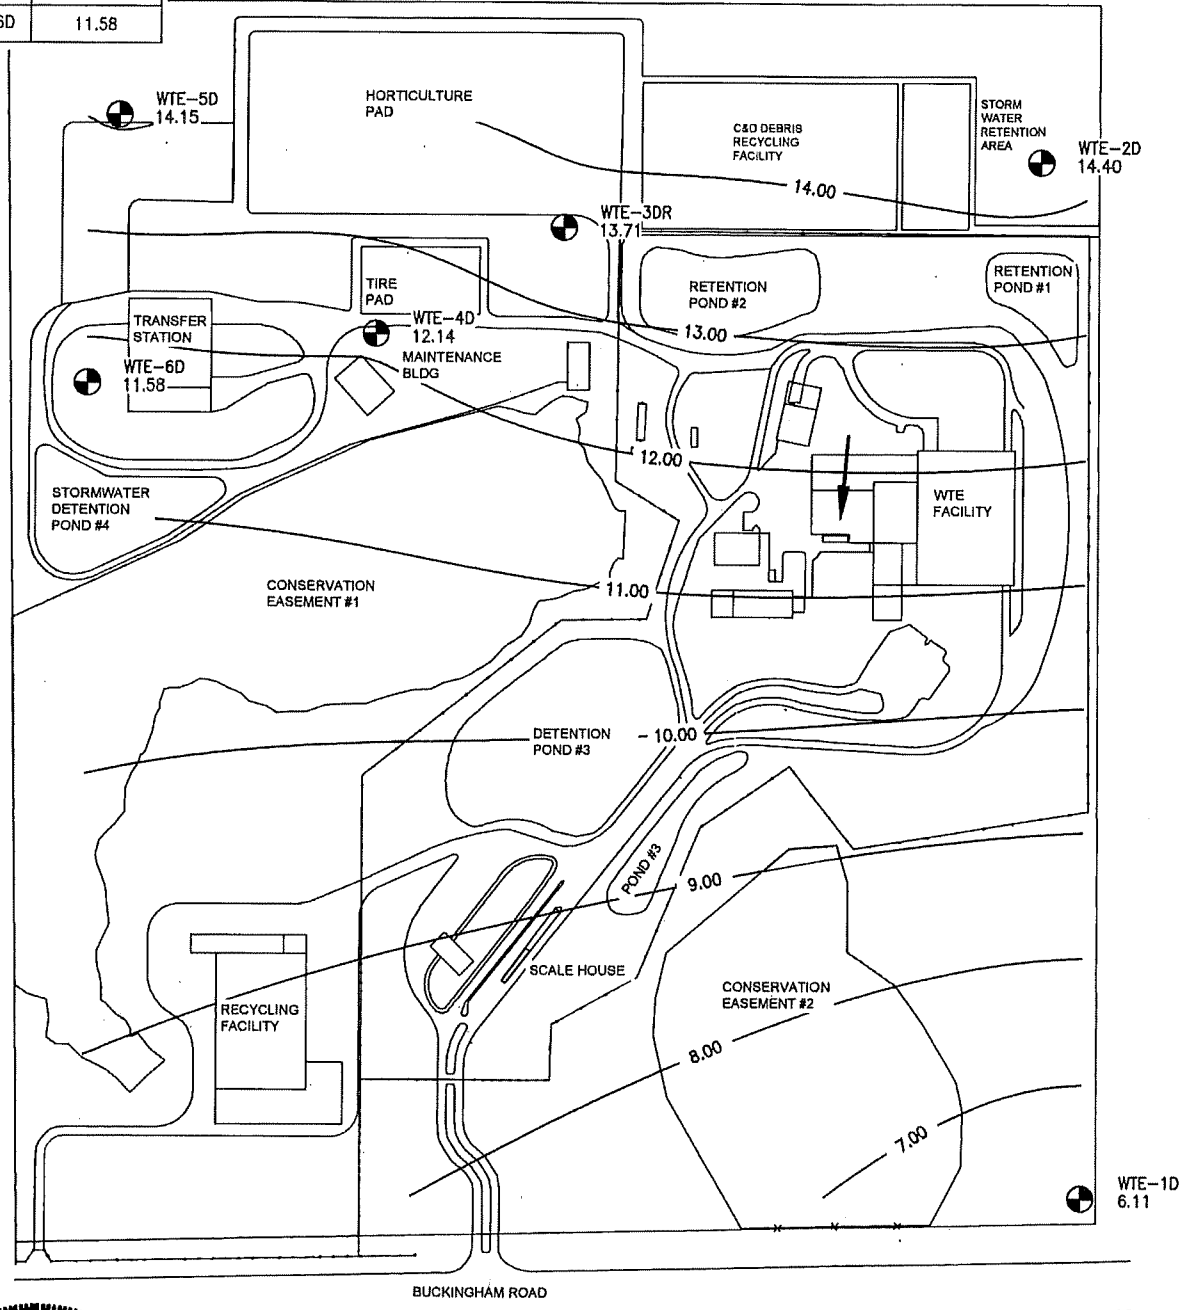 6D 11.58
WTE-5D
14.15
HORTICULTURE
PAD
C&D DEBRIS
RECYCLING
FACILITY
STORM
WATER
RETENTION
AREA
WTE-2D
14.40
14.00
WTE-3DR
13.71
RETENTION
POND #2
RETENTION
POND #1
TIRE
PAD
TRANSFER
STATION
WTE-4D
12.14
13.00
MAINTENANCE
BLDG
WTE-6D
11.58
12.00
STORMWATER
DETENTION
POND #4
WTE
FACILITY
CONSERVATION
EASEMENT #1
11.00
DETENTION
POND #3
10.00
POND #3
9.00
SCALE HOUSE
CONSERVATION
EASEMENT #2
RECYCLING
FACILITY
8.00
7.00
WTE-1D
6.11
BUCKINGHAM ROAD